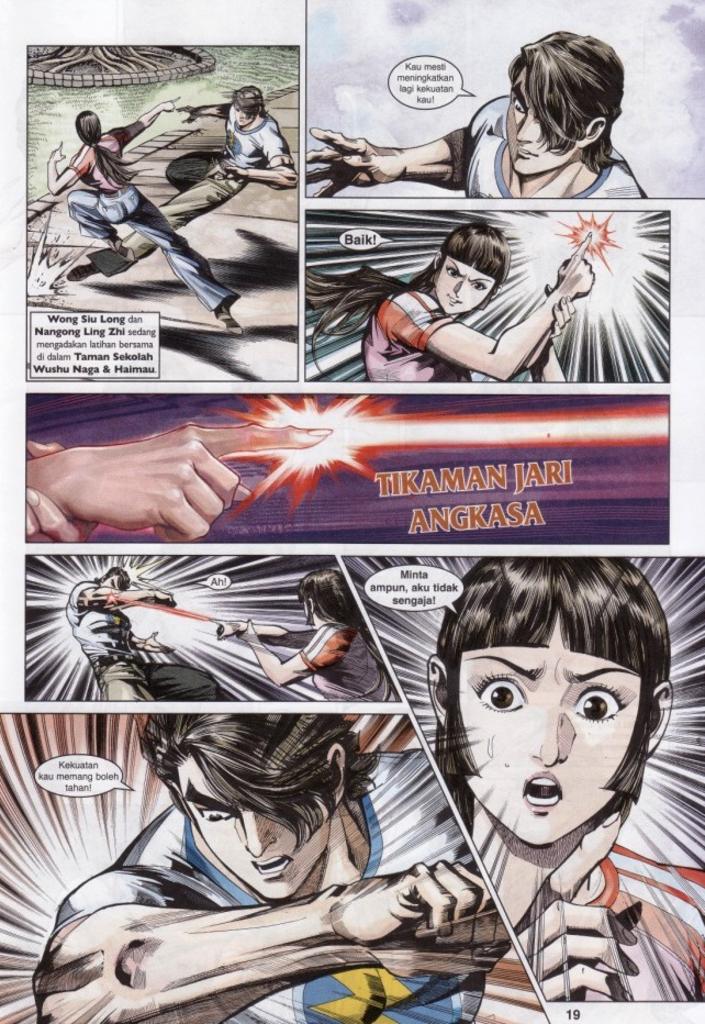 Wong Siu Long dan
Nangong Ling Zhi sedang
mengadakan latihan bersama
di dalam Taman Sekolah
Wushu Naga & Haimau.
Kau mesti
meningkatkan
lagi kekuatan
kau!
Baik!
TIKAMAN JARI
ANGKASA
Ah!
Minta
ampun, aku tidak
sengaja!
Kekuatan
kau memang boleh
tahan!
19